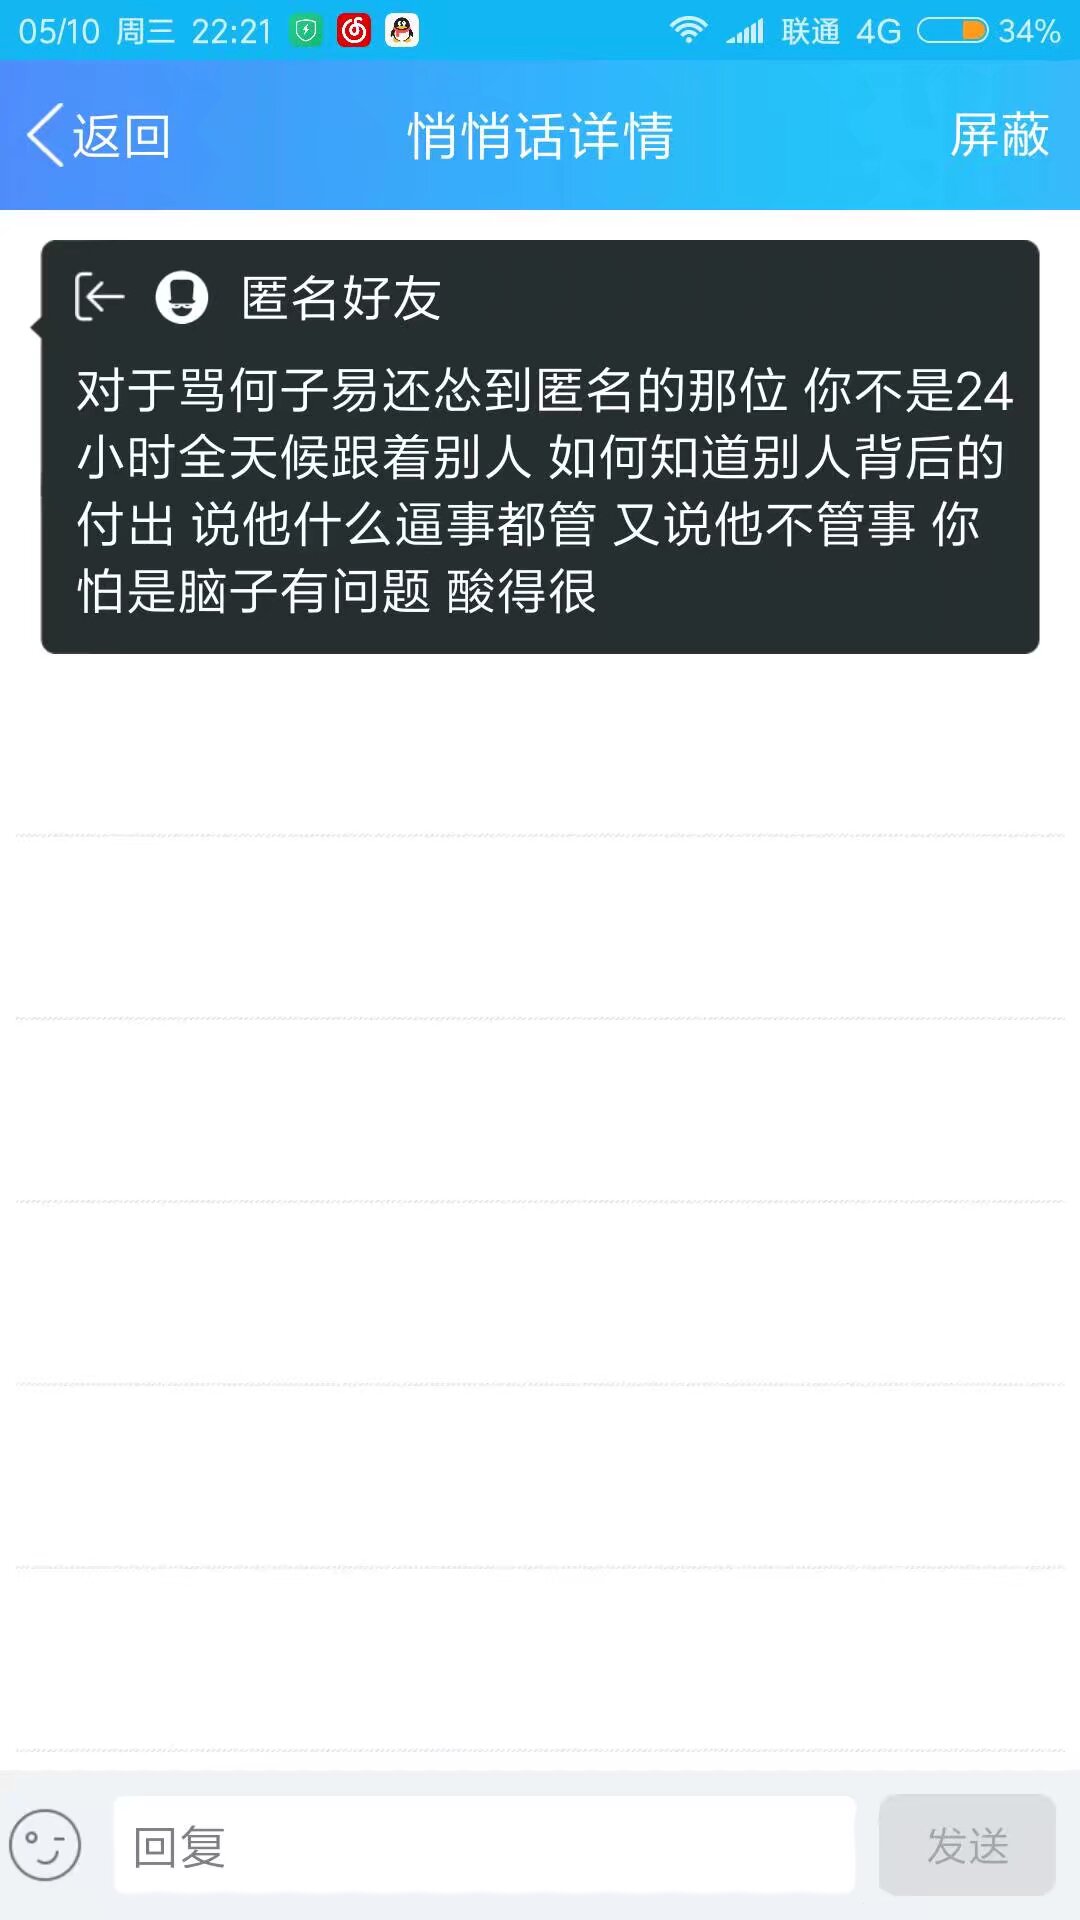 05/10 周三 22:21 联通 4G 34%
返回 悄悄话详情 屏蔽
匿名好友
对于骂何子易还怂到匿名的那位 你不是24
小时全天候跟着别人 如何知道别人背后的
付出 说他什么逼事都管 又说他不管事 你
怕是脑子有问题 酸得很
回复 发送